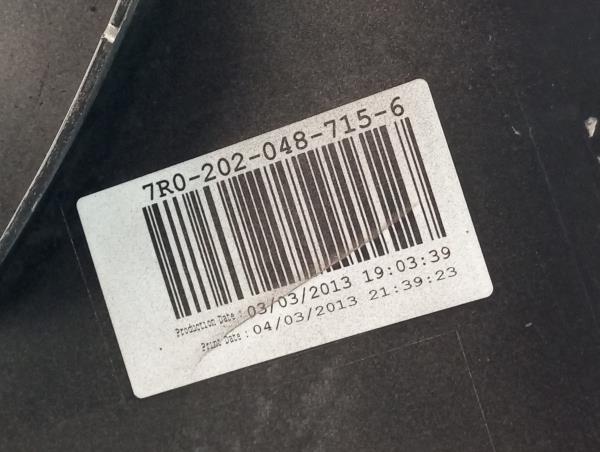 7R0-202-048-715-6
Production Date : 03/03/2013 19:03:39
Print Date : 04/03/2013 21:39:23